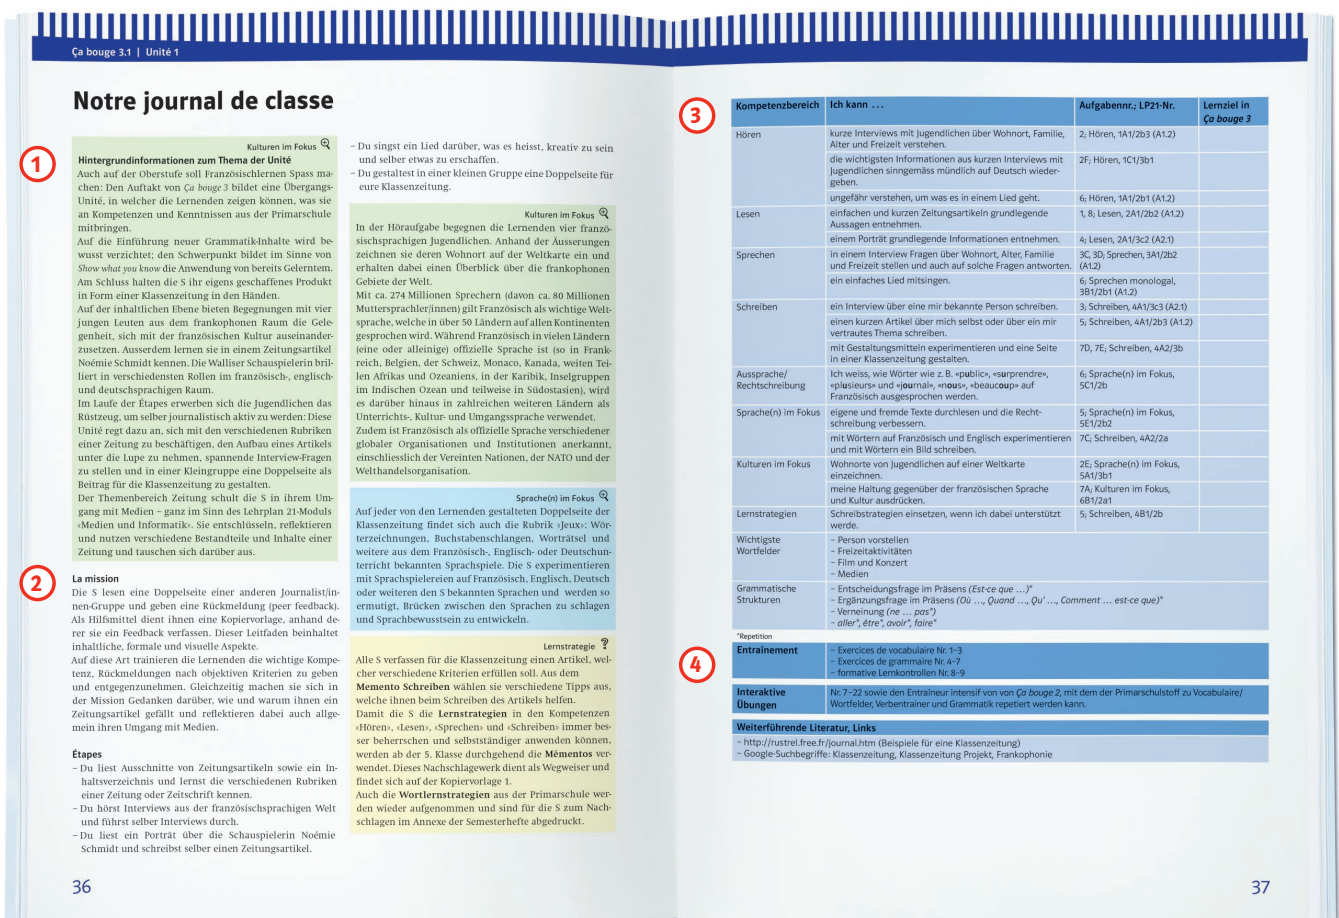 Ça bouge 3.1 | Unité 1
Notre journal de classe
1
Kulturen im Fokus
Hintergrundinformationen zum Thema der Unité
Auch auf der Oberstufe soll Französischlernen Spass ma-
chen: Den Auftakt von Ça bouge 3 bildet eine Übergangs-
Unité, in welcher die Lernenden zeigen können, was sie
an Kompetenzen und Kenntnissen aus der Primarschule
mitbringen.
Auf die Einführung neuer Grammatik-Inhalte wird be-
wusst verzichtet; den Schwerpunkt bildet im Sinne von
Show what you know die Anwendung von bereits Gelerntem.
Am Schluss halten die S ihr eigens geschaffenes Produkt
in Form einer Klassenzeitung in den Händen.
Auf der inhaltlichen Ebene bieten Begegnungen mit vier
jungen Leuten aus dem frankophonen Raum die Gele-
genheit, sich mit der französischen Kultur auseinander-
zusetzen. Ausserdem lernen sie in einem Zeitungsartikel
Noémie Schmidt kennen. Die Walliser Schauspielerin bril-
liert in verschiedensten Rollen im französisch-, englisch-
und deutschsprachigen Raum.
Im Laufe der Étapes erwerben sich die Jugendlichen das
Rüstzeug, um selber journalistisch aktiv zu werden: Diese
Unité regt dazu an, sich mit den verschiedenen Rubriken
einer Zeitung zu beschäftigen, den Aufbau eines Artikels
unter die Lupe zu nehmen, spannende Interview-Fragen
zu stellen und in einer Kleingruppe eine Doppelseite als
Beitrag für die Klassenzeitung zu gestalten.
Der Themenbereich Zeitung schult die S in ihrem Um-
gang mit Medien – ganz im Sinn des Lehrplan 21-Moduls
«Medien und Informatik». Sie entschlüsseln, reflektieren
und nutzen verschiedene Bestandteile und Inhalte einer
Zeitung und tauschen sich darüber aus.
2
La mission
Die S lesen eine Doppelseite einer anderen Journalist/in-
nen-Gruppe und geben eine Rückmeldung (peer feedback).
Als Hilfsmittel dient ihnen eine Kopiervorlage, anhand de-
rer sie ein Feedback verfassen. Dieser Leitfaden beinhaltet
inhaltliche, formale und visuelle Aspekte.
Auf diese Art trainieren die Lernenden die wichtige Kompe-
tenz, Rückmeldungen nach objektiven Kriterien zu geben
und entgegenzunehmen. Gleichzeitig machen sie sich in
der Mission Gedanken darüber, wie und warum ihnen ein
Zeitungsartikel gefällt und reflektieren dabei auch allge-
mein ihren Umgang mit Medien.
Étapes
– Du liest Ausschnitte von Zeitungsartikeln sowie ein In-
haltsverzeichnis und lernst die verschiedenen Rubriken
einer Zeitung oder Zeitschrift kennen.
– Du hörst Interviews aus der französischsprachigen Welt
und führst selber Interviews durch.
– Du liest ein Porträt über die Schauspielerin Noémie
Schmidt und schreibst selber einen Zeitungsartikel.
– Du singst ein Lied darüber, was es heisst, kreativ zu sein
und selber etwas zu erschaffen.
– Du gestaltest in einer kleinen Gruppe eine Doppelseite für
eure Klassenzeitung.
Kulturen im Fokus
In der Höraufgabe begegnen die Lernenden vier franzö-
sischsprachigen Jugendlichen. Anhand der Äusserungen
zeichnen sie deren Wohnort auf der Weltkarte ein und
erhalten dabei einen Überblick über die frankophonen
Gebiete der Welt.
Mit ca. 274 Millionen Sprechern (davon ca. 80 Millionen
Muttersprachler/innen) gilt Französisch als wichtige Welt-
sprache, welche in über 50 Ländern auf allen Kontinenten
gesprochen wird. Während Französisch in vielen Ländern
(eine oder alleinige) offizielle Sprache ist (so in Frank-
reich, Belgien, der Schweiz, Monaco, Kanada, weiten Tei-
len Afrikas und Ozeaniens, in der Karibik, Inselgruppen
im Indischen Ozean und teilweise in Südostasien), wird
es darüber hinaus in zahlreichen weiteren Ländern als
Unterrichts-, Kultur- und Umgangssprache verwendet.
Zudem ist Französisch als offizielle Sprache verschiedener
globaler Organisationen und Institutionen anerkannt,
einschliesslich der Vereinten Nationen, der NATO und der
Welthandelsorganisation.
Sprache(n) im Fokus
Auf jeder von den Lernenden gestalteten Doppelseite der
Klassenzeitung findet sich auch die Rubrik «Jeux»: Wör-
terzeichnungen, Buchstabenschlangen, Worträtsel und
weitere aus dem Französisch-, Englisch- oder Deutschun-
terricht bekannten Sprachspiele. Die S experimentieren
mit Sprachspielereien auf Französisch, Englisch, Deutsch
oder weiteren den S bekannten Sprachen und werden so
ermutigt, Brücken zwischen den Sprachen zu schlagen
und Sprachbewusstsein zu entwickeln.
Lernstrategie ?
Alle S verfassen für die Klassenzeitung einen Artikel, wel-
cher verschiedene Kriterien erfüllen soll. Aus dem
Memento Schreiben wählen sie verschiedene Tipps aus,
welche ihnen beim Schreiben des Artikels helfen.
Damit die S die Lernstrategien in den Kompetenzen
«Hören», «Lesen», «Sprechen» und «Schreiben» immer bes-
ser beherrschen und selbstständiger anwenden können,
werden ab der 5. Klasse durchgehend die Mémentos ver-
wendet. Dieses Nachschlagewerk dient als Wegweiser und
findet sich auf der Kopiervorlage 1.
Auch die Wortlernstrategien aus der Primarschule wer-
den wieder aufgenommen und sind für die S zum Nach-
schlagen im Annexe der Semesterhefte abgedruckt.
36
3
Kompetenzbereich Ich kann ... Aufgabennr.; LP21-Nr. Lernziel in
Ça bouge 3
Hören kurze Interviews mit Jugendlichen über Wohnort, Familie, 2; Hören, 1A1/2b3 (A1.2)
Alter und Freizeit verstehen.
die wichtigsten Informationen aus kurzen Interviews mit 2F; Hören, 1C1/3b1
Jugendlichen sinngemäss mündlich auf Deutsch wieder-
geben.
ungefähr verstehen, um was es in einem Lied geht. 6; Hören, 1A1/2b1 (A1.2)
Lesen einfachen und kurzen Zeitungsartikeln grundlegende 1, 8; Lesen, 2A1/2b2 (A1.2)
Aussagen entnehmen.
einem Porträt grundlegende Informationen entnehmen. 4; Lesen, 2A1/3c2 (A2.1)
Sprechen in einem Interview Fragen über Wohnort, Alter, Familie 3C, 3D; Sprechen, 3A1/2b2
und Freizeit stellen und auch auf solche Fragen antworten. (A1.2)
ein einfaches Lied mitsingen. 6; Sprechen monologal,
3B1/2b1 (A1.2)
Schreiben ein Interview über eine mir bekannte Person schreiben. 3; Schreiben, 4A1/3c3 (A2.1)
einen kurzen Artikel über mich selbst oder über ein mir 5; Schreiben, 4A1/2b3 (A1.2)
vertrautes Thema schreiben.
mit Gestaltungsmitteln experimentieren und eine Seite 7D, 7E; Schreiben, 4A2/3b
in einer Klassenzeitung gestalten.
Aussprache/ Ich weiss, wie Wörter wie z. B. «public», «surprendre», 6; Sprache(n) im Fokus,
Rechtschreibung «plusieurs» und «journal», «nous», «beaucoup» auf 5C1/2b
Französisch ausgesprochen werden.
Sprache(n) im Fokus eigene und fremde Texte durchlesen und die Recht- 5; Sprache(n) im Fokus,
schreibung verbessern. 5E1/2b2
mit Wörtern auf Französisch und Englisch experimentieren 7C; Schreiben, 4A2/2a
und mit Wörtern ein Bild schreiben.
Kulturen im Fokus Wohnorte von Jugendlichen auf einer Weltkarte 2E; Sprache(n) im Fokus,
einzeichnen. 5A1/3b1
meine Haltung gegenüber der französischen Sprache 7A; Kulturen im Fokus,
und Kultur ausdrücken. 6B1/2a1
Lernstrategien Schreibstrategien einsetzen, wenn ich dabei unterstützt 5; Schreiben, 4B1/2b
werde.
Wichtigste – Person vorstellen
Wortfelder – Freizeitaktivitäten
– Film und Konzert
– Medien
Grammatische – Entscheidungsfrage im Präsens (Est-ce que ...)*
Strukturen – Ergänzungsfrage im Präsens (Où ..., Quand ..., Qu' ..., Comment ... est-ce que)*
– Verneinung (ne ... pas*)
– aller*, être*, avoir*, faire*
*Repetition
4
Entraînement – Exercices de vocabulaire Nr. 1–3
– Exercices de grammaire Nr. 4–7
– formative Lernkontrollen Nr. 8–9
Interaktive Nr. 7–22 sowie den Entraîneur intensif von von Ça bouge 2, mit dem der Primarschulstoff zu Vocabulaire/
Übungen Wortfelder, Verbentrainer und Grammatik repetiert werden kann.
Weiterführende Literatur, Links
– http://rustrel.free.fr/journal.htm (Beispiele für eine Klassenzeitung)
– Google-Suchbegriffe: Klassenzeitung, Klassenzeitung Projekt, Frankophonie
37